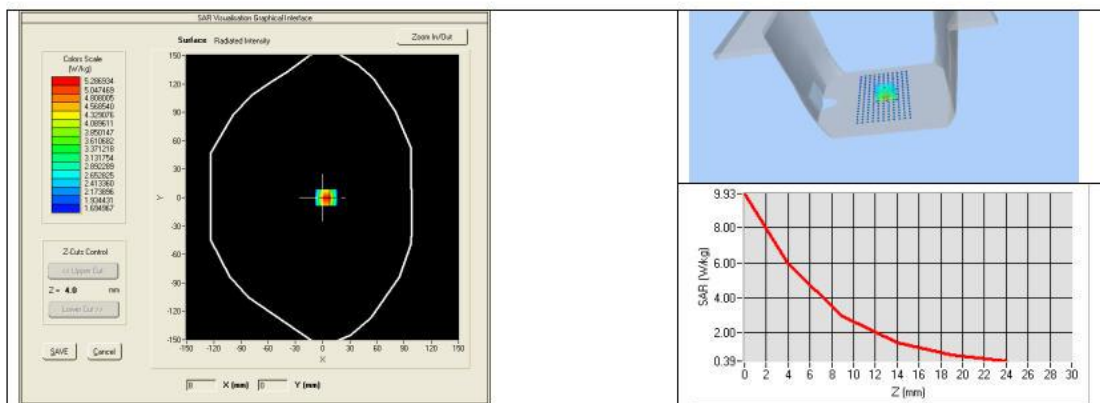 SAR Visualisation Graphical Interface
Surface Radiated Intensity
Zoom In/Out
Colors Scale
(W/kg)
5.286934
5.047469
4.808005
4.568540
4.329076
4.089611
3.850147
3.610682
3.371218
3.131754
2.892289
2.652825
2.413360
2.173896
1.934431
1.694967
Z-Cuts Control
<< Upper Cut
Z = 4.0 mm
Lower Cut >>
SAVE Cancel
150
120
90
60
30
0
-30
-60
-90
-120
-150
Y
-150 -120 -90 -60 -30 0 30 60 90 120 150
X
8 X (mm) 0 Y (mm)
9.93
8.00
6.00
4.00
2.00
0.39
SAR (W/kg)
0 2 4 6 8 10 12 14 16 18 20 22 24 26 28 30
Z (mm)